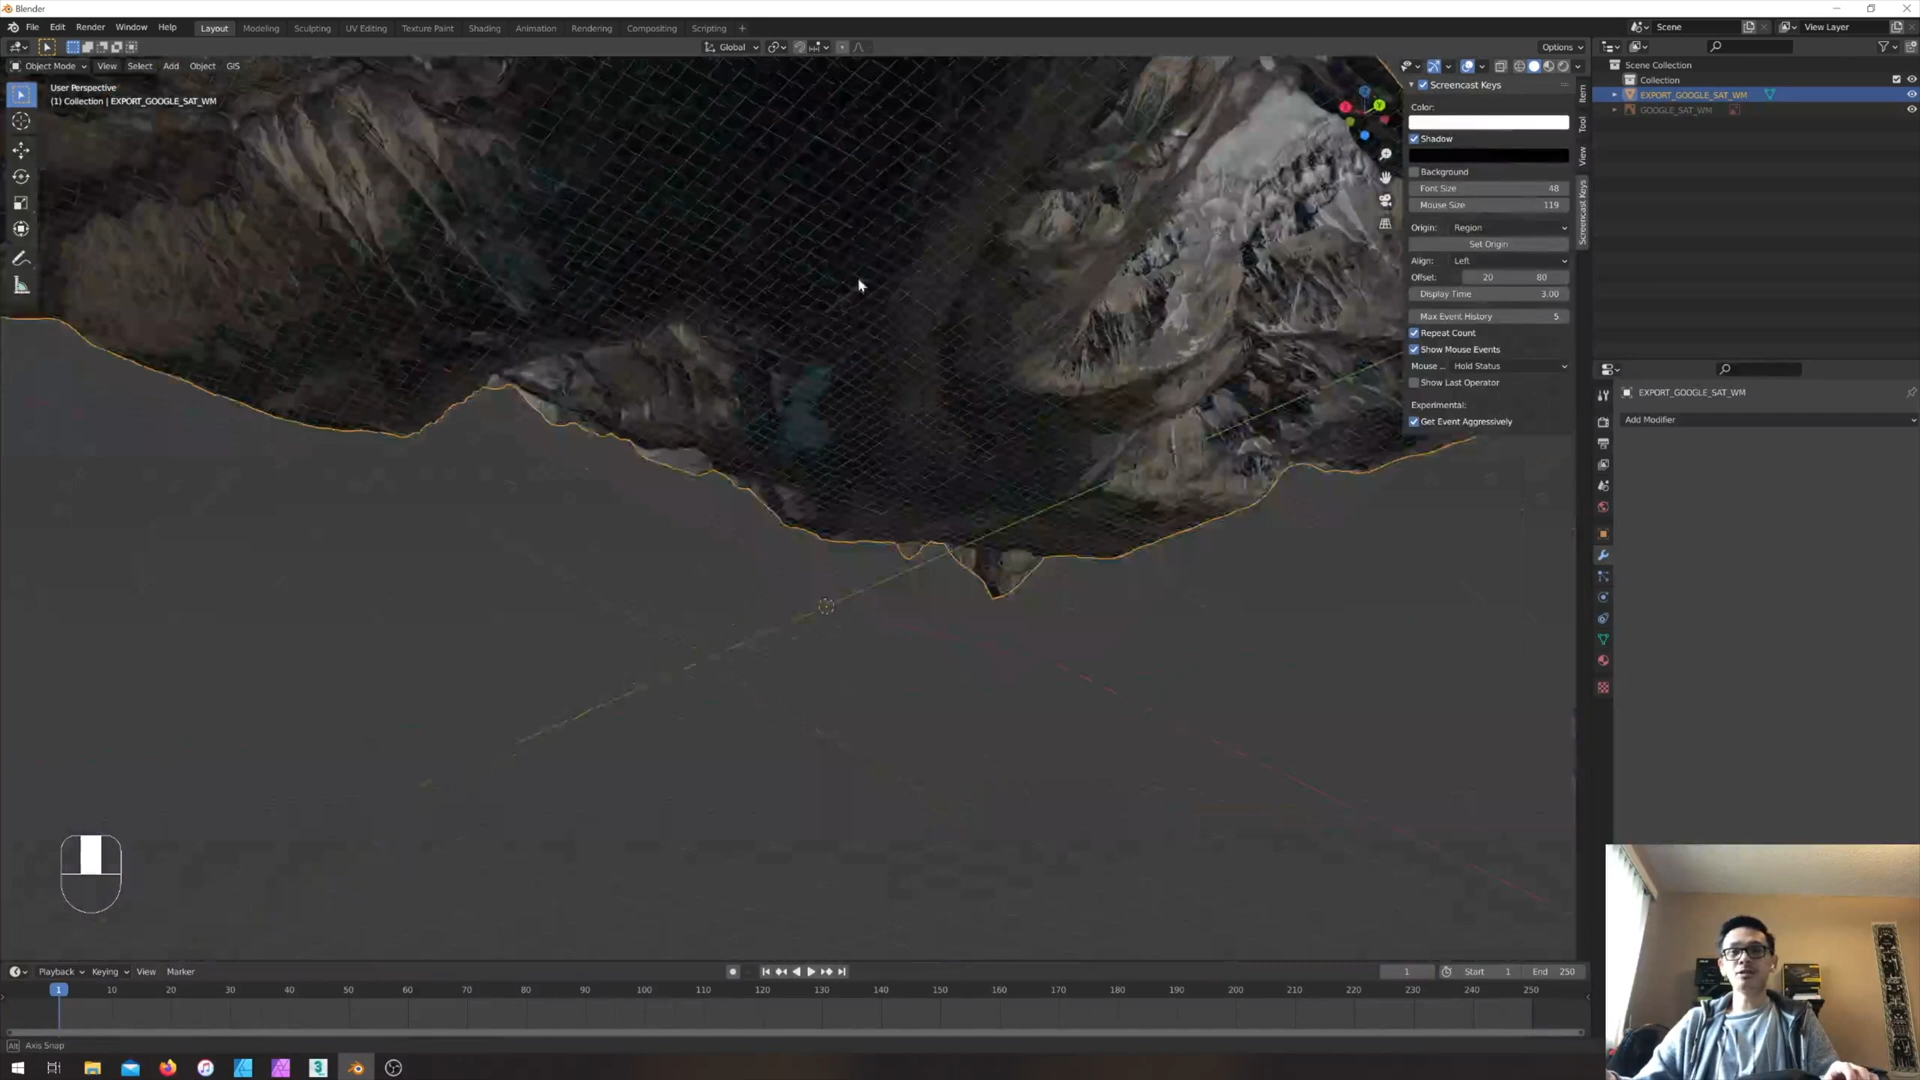 Blender
File Edit Render Window Help
Layout Modeling Sculpting UV Editing Texture Paint Shading Animation Rendering Compositing Scripting +
Scene
View Layer
Global
Options
Object Mode View Select Add Object GIS
User Perspective
(1) Collection | EXPORT_GOOGLE_SAT_WM
Screencast Keys
Color:
Shadow
Background
Font Size 48
Mouse Size 119
Origin: Region
Set Origin
Align: Left
Offset: 20 80
Display Time 3.00
Max Event History 5
Repeat Count
Show Mouse Events
Mouse ... Hold Status
Show Last Operator
Experimental:
Get Event Aggressively
Item
Tool
View
Screencast Keys
Scene Collection
Collection
EXPORT_GOOGLE_SAT_WM
GOOGLE_SAT_WM
EXPORT_GOOGLE_SAT_WM
Add Modifier
Playback Keying View Marker
1
Start 1
End 250
1 10 20 30 40 50 60 70 80 90 100 110 120 130 140 150 160 170 180 190 200 210 220 230 240 250
Alt Axis Snap